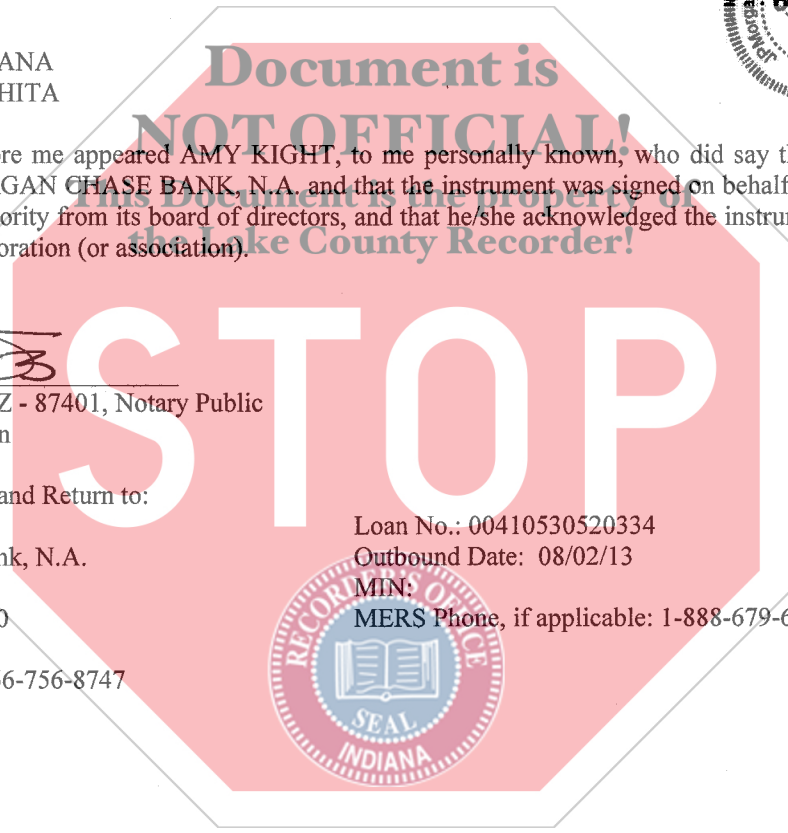 Document is
ANA
HITA
NOT OFFICIAL!
ore me appeared AMY KIGHT, to me personally known, who did say th
RGAN CHASE BANK, N.A. and that the instrument was signed on behalf
This Document is the property of
ority from its board of directors, and that he/she acknowledged the instru
oration (or association).
the Lake County Recorder!
STOP
Z - 87401, Notary Public
n
and Return to:
Loan No.: 00410530520334
nk, N.A.
Outbound Date: 08/02/13
MIN:
0
MERS Phone, if applicable: 1-888-679-6
6-756-8747
RECORDER'S OFFICE
SEAL
INDIANA
JPMorgan